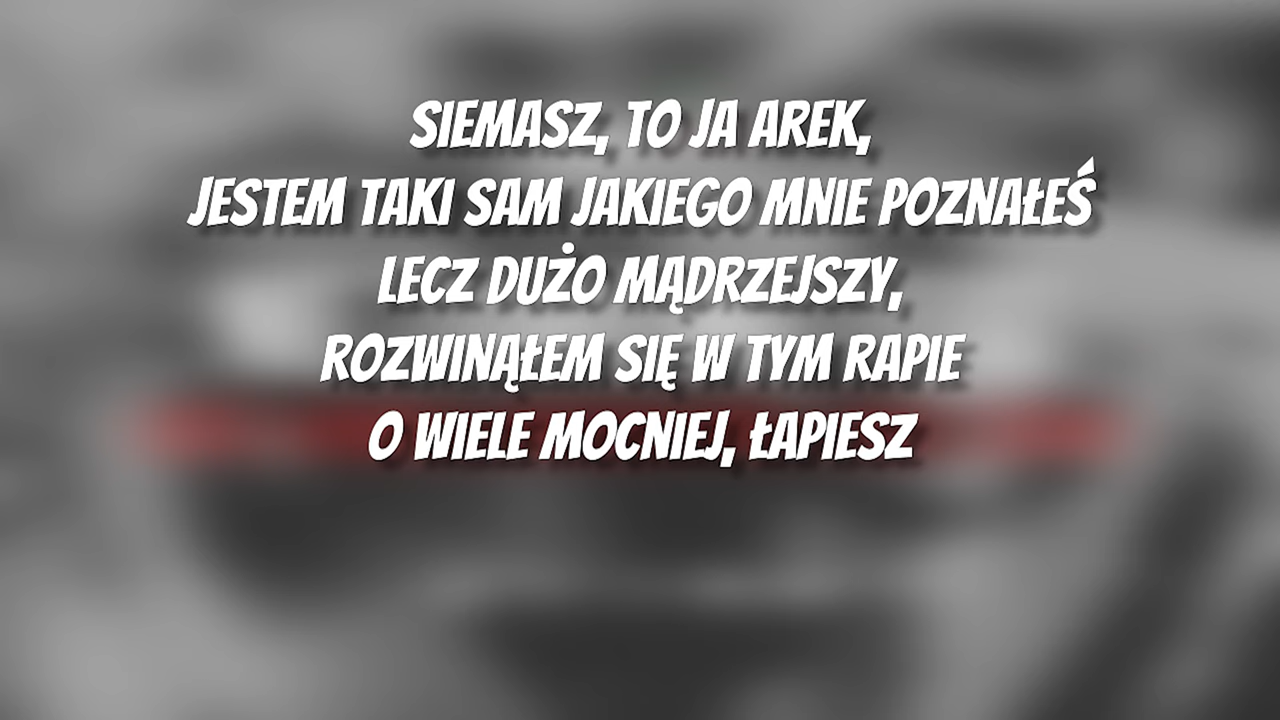 SIEMASZ, TO JA AREK,
JESTEM TAKI SAM JAKIEGO MNIE POZNAŁEŚ
LECZ DUŻO MĄDRZEJSZY,
ROZWINĄŁEM SIĘ W TYM RAPIE
O WIELE MOCNIEJ, ŁAPIESZ